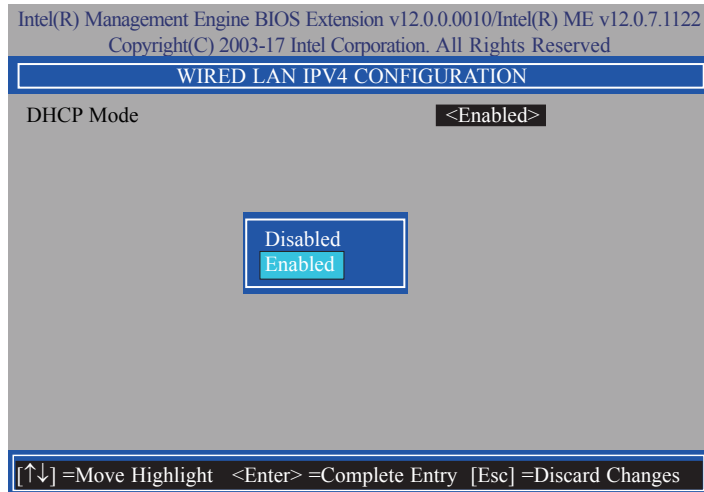 Intel(R) Management Engine BIOS Extension v12.0.0.0010/Intel(R) ME v12.0.7.1122
Copyright(C) 2003-17 Intel Corporation. All Rights Reserved
WIRED LAN IPV4 CONFIGURATION
DHCP Mode <Enabled>
Disabled
Enabled
[↑↓] =Move Highlight <Enter> =Complete Entry [Esc] =Discard Changes